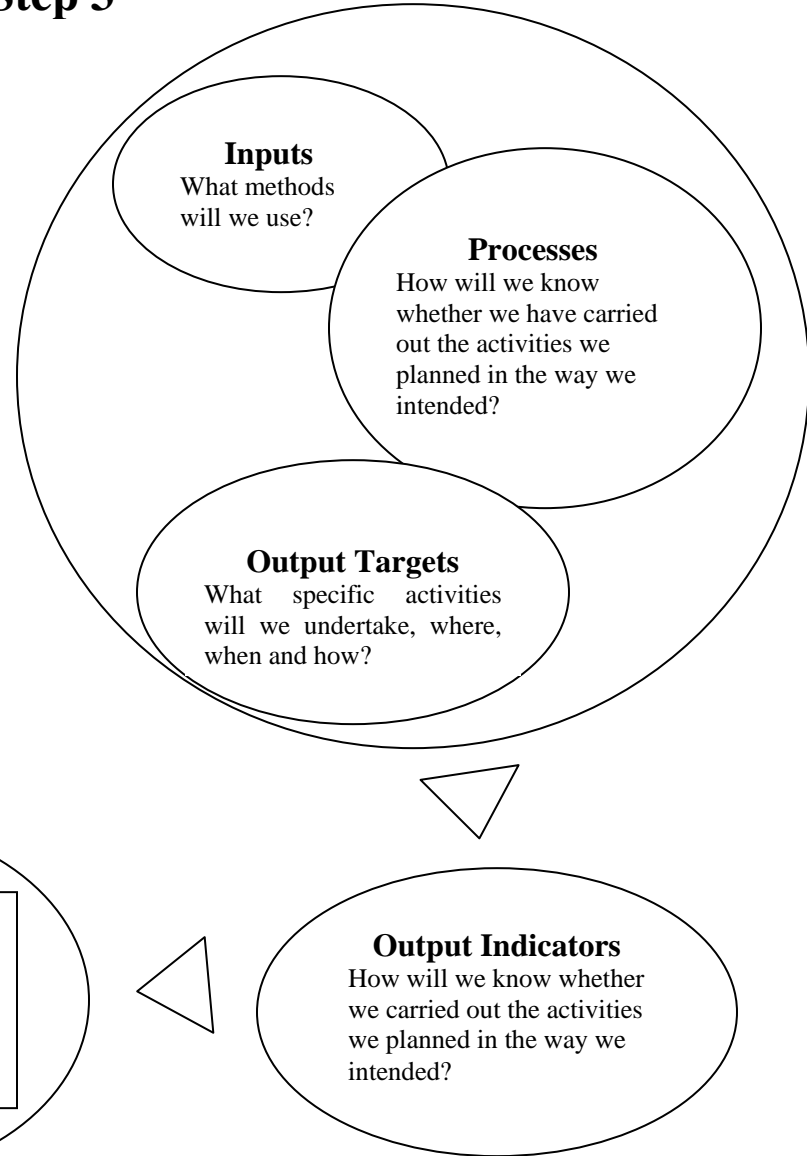 Step
Inputs
What methods
will we use?
Processes
How will we know
whether we have carried
out the activities we
planned in the way we
intended?
Output Targets
What specific activities
will we undertake, where,
when and how?
Output Indicators
How will we know whether
we carried out the activities
we planned in the way we
intended?